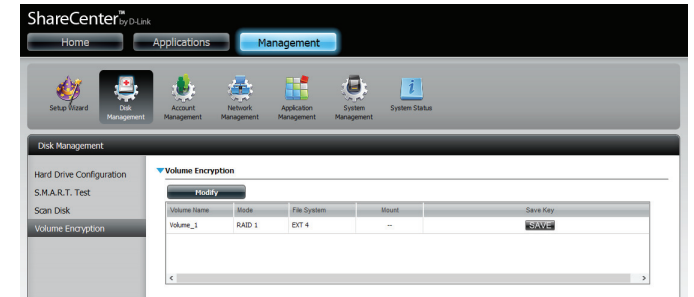 ShareCenter™ by D-Link
Home Applications Management
Setup Wizard Disk Management Account Management Network Management Application Management System Management System Status
Disk Management
Hard Drive Configuration
S.M.A.R.T. Test
Scan Disk
Volume Encryption
Volume Encryption
Modify
Volume Name Mode File System Mount Save Key
Volume_1 RAID 1 EXT 4 -- SAVE